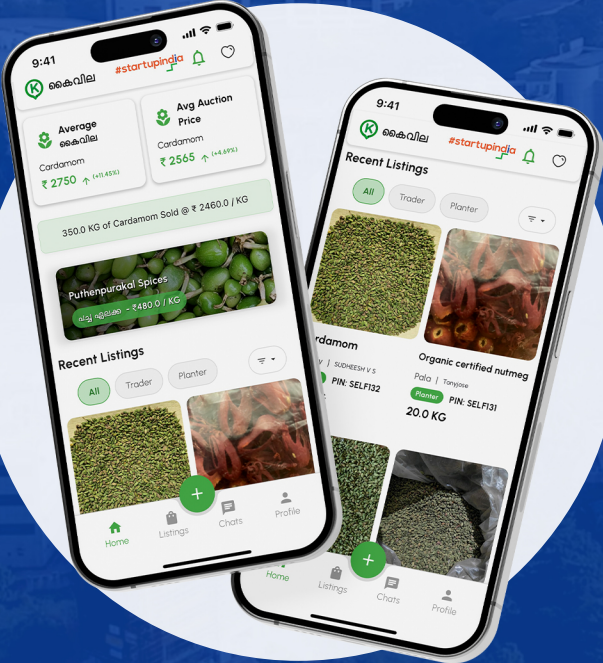 9:41
കൈവില
#startupindia
Average
കൈവില
Cardamom
₹ 2750 ↑ (+11.45%)
Avg Auction
Price
Cardamom
₹ 2565 ↑ (+4.69%)
350.0 KG of Cardamom Sold @ ₹ 2460.0 / KG
Puthenpurakal Spices
പച്ച ഏലക്ക - ₹480.0 / KG
Recent Listings
All
Trader
Planter
+
Home
Listings
Chats
Profile
9:41
K കൈവില
#startupindia
Recent Listings
All
Trader
Planter
rdamom
V | SUDHEESH V S
PIN: SELF132
Organic certified nutmeg
Pala | Tonyjose
Planter PIN: SELF131
20.0 KG
+
Home
Listings
Chats
Profile